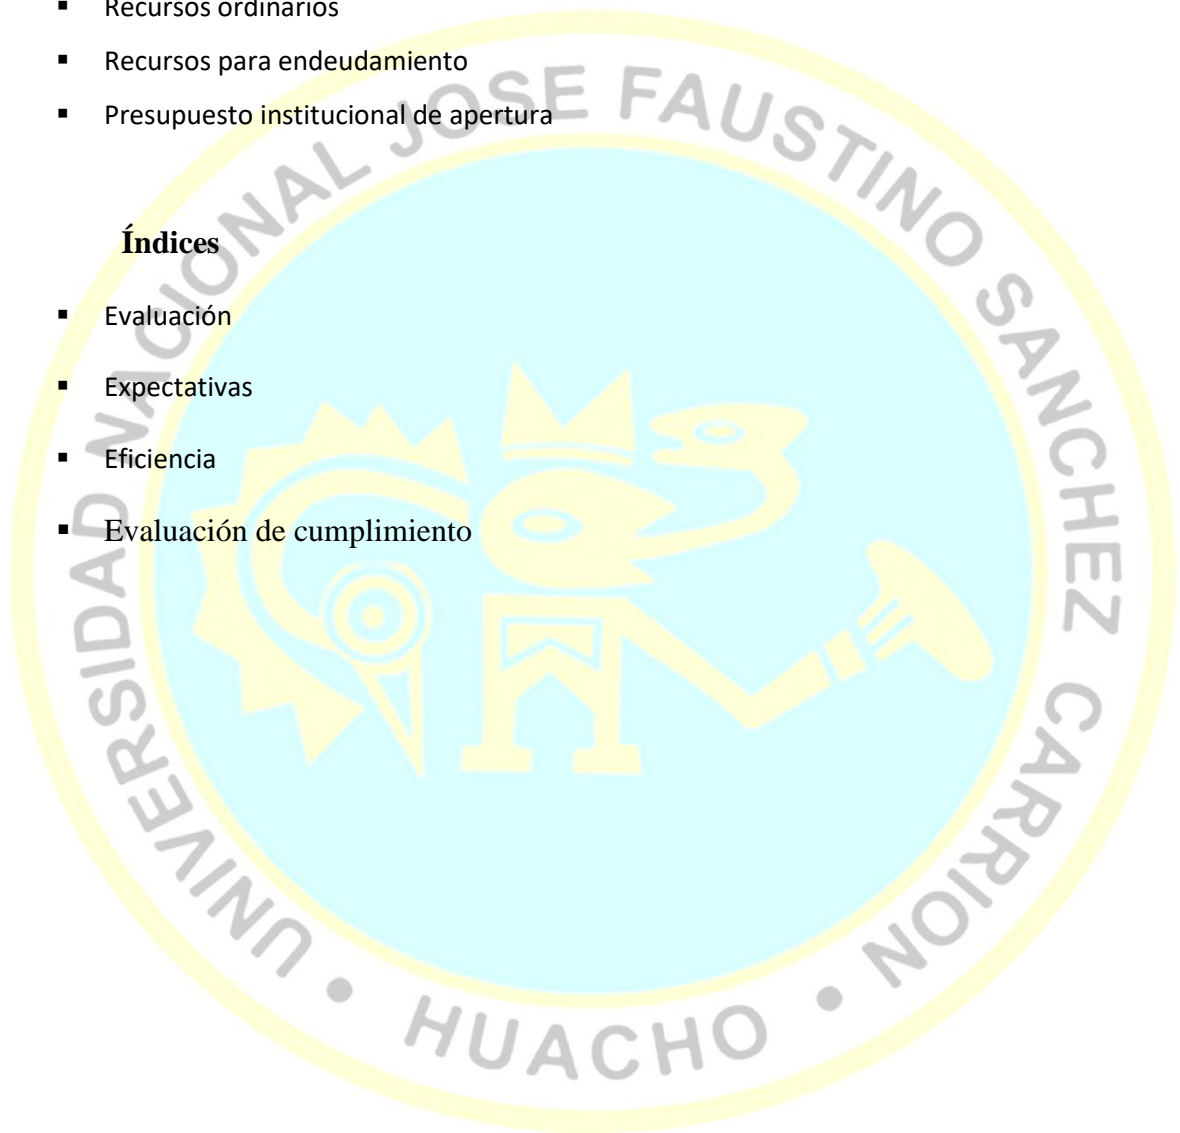 ▪ Recursos ordinarios
▪ Recursos para endeudamiento
▪ Presupuesto institucional de apertura
Índices
▪ Evaluación
▪ Expectativas
▪ Eficiencia
▪ Evaluación de cumplimiento
UNIVERSIDAD NACIONAL JOSE FAUSTINO SANCHEZ CARRION • HUACHO •